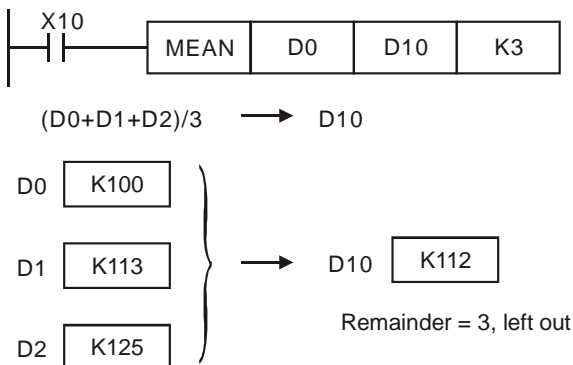 X10
MEAN D0 D10 K3
(D0+D1+D2)/3 → D10
D0 K100
D1 K113 → D10 K112
Remainder = 3, left out
D2 K125